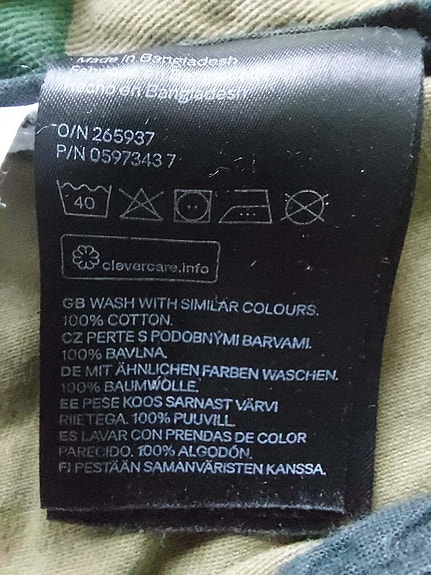 Made in Bangladesh
Hecho en Bangladesh
O/N 265937
P/N 0597343 7
40
clevercare.info
GB WASH WITH SIMILAR COLOURS.
100% COTTON.
CZ PERTE S PODOBNÝMI BARVAMI.
100% BAVLNA.
DE MIT ÄHNLICHEN FARBEN WASCHEN.
100% BAUMWOLLE.
EE PESE KOOS SARNAST VÄRVI
RIIETEGA. 100% PUUVILL.
ES LAVAR CON PRENDAS DE COLOR
PARECIDO. 100% ALGODÓN.
FI PESTÄÄN SAMANVÄRISTEN KANSSA.